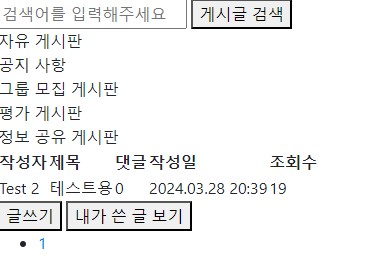 검색어를 입력해주세요 게시글 검색
자유 게시판
공지 사항
그룹 모집 게시판
평가 게시판
정보 공유 게시판
작성자 제목 댓글 작성일 조회수
Test 2 테스트용 0 2024.03.28 20:39 19
글쓰기 내가 쓴 글 보기
1